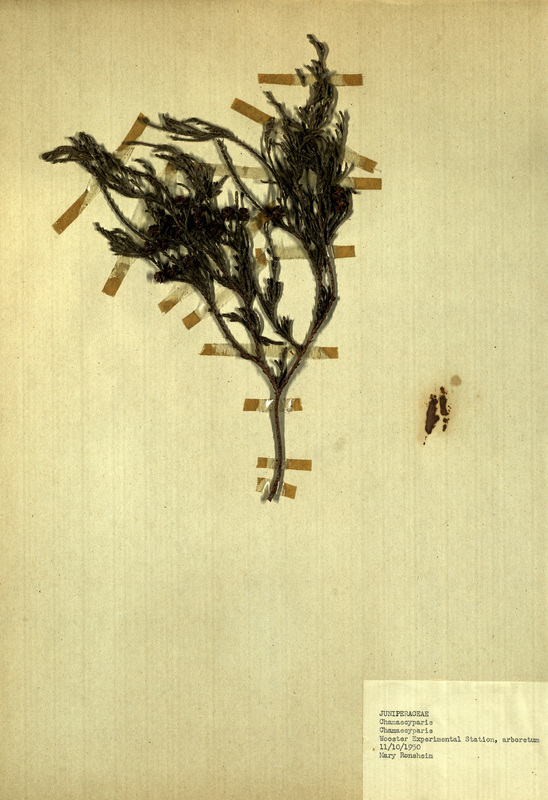 JUNIPERACEAE
Chamaecyparis
Chamaecyparis
Wooster Experimental Station, arboretum
11/10/1950
Mary Ronsheim